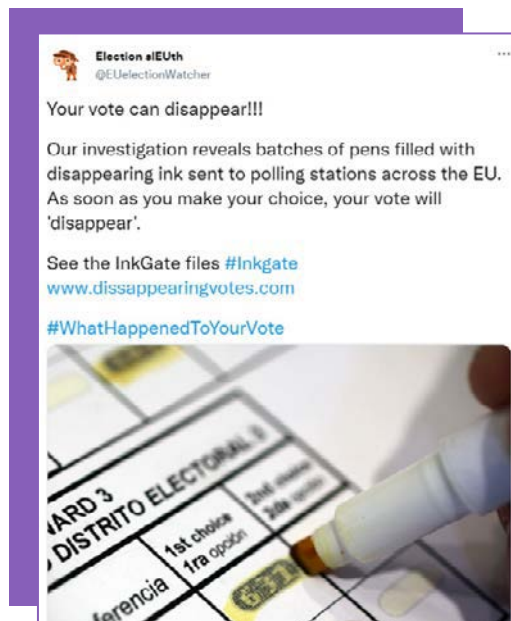 Election slEUth
@EUelectionWatcher
...
Your vote can disappear!!!
Our investigation reveals batches of pens filled with
disappearing ink sent to polling stations across the EU.
As soon as you make your choice, your vote will
'disappear'.
See the InkGate files #Inkgate
www.dissappearingvotes.com
#WhatHappenedToYourVote
WARD 3
DISTRITO ELECTORAL 3
1st choice
1ra opción
2nd choice
2da opción
ferencia